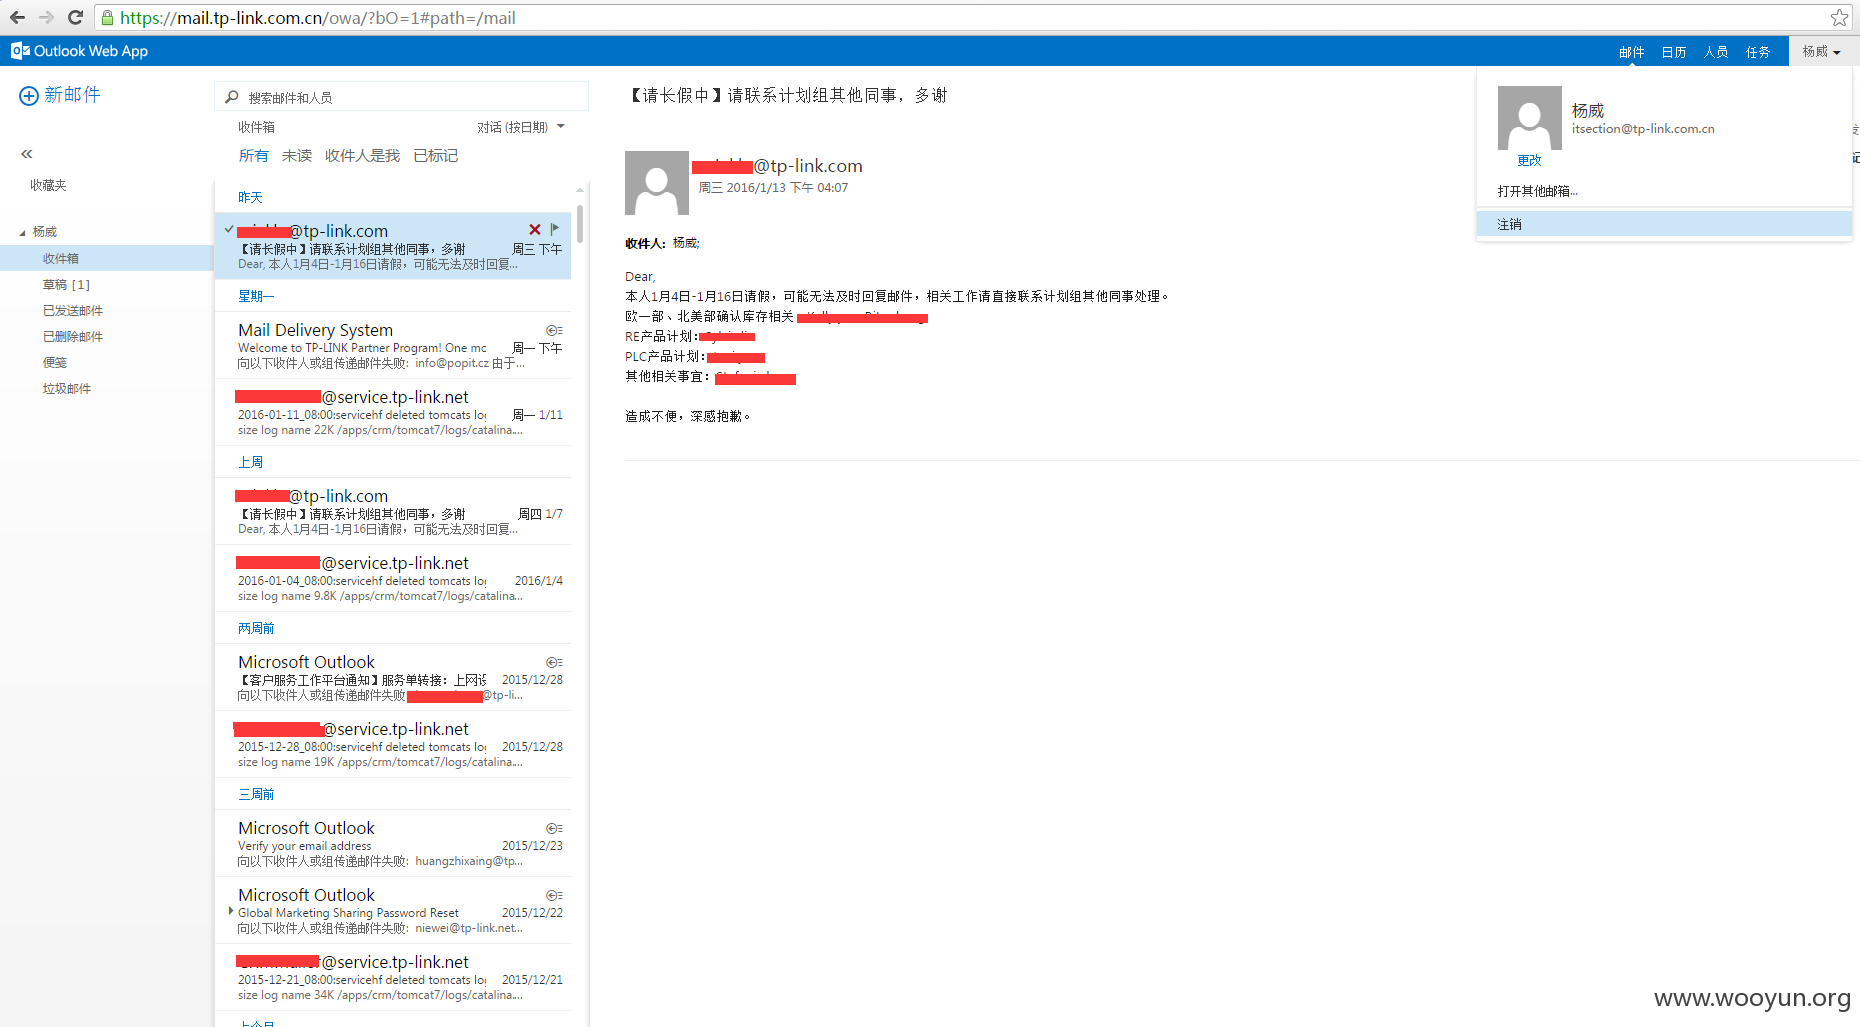 https://mail.tp-link.com.cn/owa/?bO=1#path=/mail
Outlook Web App
邮件 日历 人员 任务 杨威
新邮件
搜索邮件和人员
收件箱 对话 (按日期)
所有 未读 收件人是我 已标记
收藏夹
杨威
收件箱
草稿 [1]
已发送邮件
已删除邮件
便笺
垃圾邮件
昨天
@tp-link.com
【请长假中】请联系计划组其他同事，多谢 周三 下午
Dear, 本人1月4日-1月16日请假，可能无法及时回复...
星期一
Mail Delivery System
Welcome to TP-LINK Partner Program! One mc 周一 下午
向以下收件人或组传递邮件失败: info@popit.cz 由于...
@service.tp-link.net
2016-01-11_08:00:servicehf deleted tomcats log 周一 1/11
size log name 22K /apps/crm/tomcat7/logs/catalina....
上周
@tp-link.com
【请长假中】请联系计划组其他同事，多谢 周四 1/7
Dear, 本人1月4日-1月16日请假，可能无法及时回复...
@service.tp-link.net
2016-01-04_08:00:servicehf deleted tomcats log 2016/1/4
size log name 9.8K /apps/crm/tomcat7/logs/catalina....
两周前
Microsoft Outlook
【客户服务工作平台通知】服务单转接：上网设 2015/12/28
向以下收件人或组传递邮件失败 @tp-li...
@service.tp-link.net
2015-12-28_08:00:servicehf deleted tomcats log 2015/12/28
size log name 19K /apps/crm/tomcat7/logs/catalina....
三周前
Microsoft Outlook
Verify your email address 2015/12/23
向以下收件人或组传递邮件失败: huangzhixaing@tp...
Microsoft Outlook
Global Marketing Sharing Password Reset 2015/12/22
向以下收件人或组传递邮件失败: niewei@tp-link.net...
@service.tp-link.net
2015-12-21_08:00:servicehf deleted tomcats log 2015/12/21
size log name 34K /apps/crm/tomcat7/logs/catalina....
上个月
【请长假中】请联系计划组其他同事，多谢
@tp-link.com
周三 2016/1/13 下午 04:07
收件人: 杨威;
Dear,
本人1月4日-1月16日请假，可能无法及时回复邮件，相关工作请直接联系计划组其他同事处理。
欧一部、北美部确认库存相关
RE产品计划：
PLC产品计划：
其他相关事宜：
造成不便，深感抱歉。
杨威
itsection@tp-link.com.cn
更改
打开其他邮箱...
注销
www.wooyun.org